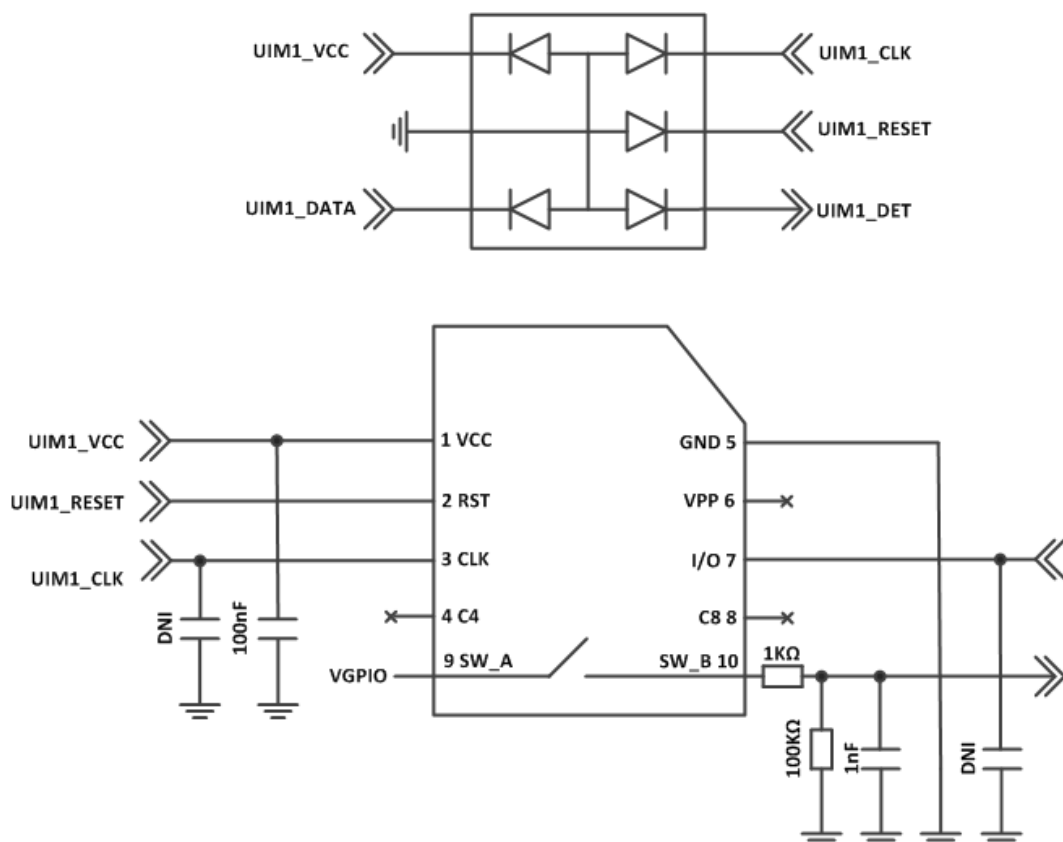 UIM1_VCC
UIM1_CLK
UIM1_RESET
UIM1_DATA
UIM1_DET
UIM1_VCC
1 VCC
GND 5
UIM1_RESET
2 RST
VPP 6
UIM1_CLK
3 CLK
I/O 7
DNI
100nF
4 C4
C8 8
VGPIO
9 SW_A
SW_B 10
1KΩ
100KΩ
1nF
DNI